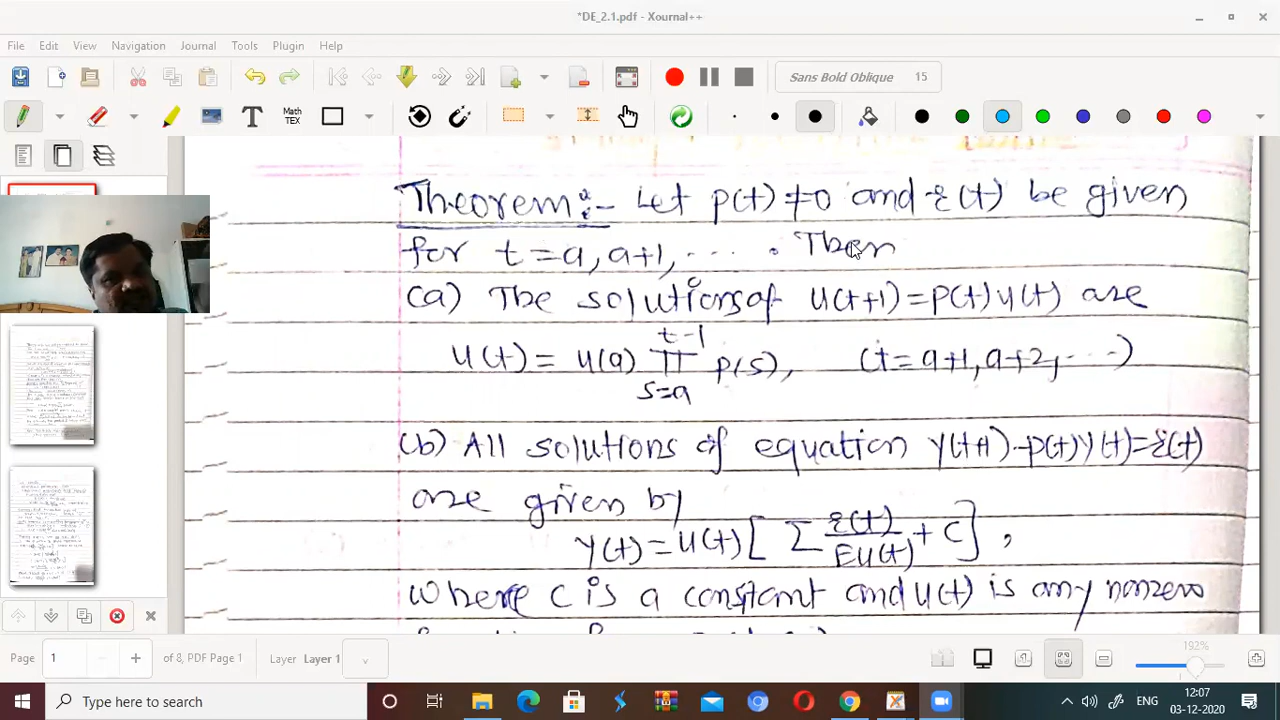 *DE_2.1.pdf - Xournal++
File Edit View Navigation Journal Tools Plugin Help
Sans Bold Oblique 15
T Math TEX
Theorem:- Let p(t) ≠ 0 and r(t) be given
for t = a, a+1, .... . Then
(a) The solutions of u(t+1) = p(t) u(t) are
u(t) = u(a) ∏_{s=a}^{t-1} p(s), (t = a+1, a+2, ....)
(b) All solutions of equation y(t+1) - p(t) y(t) = r(t)
are given by
y(t) = u(t) [ Σ r(t)/Eu(t) + C ],
Where C is a constant and u(t) is any nonzero
Page 1 of 8, PDF Page 1 Layer Layer 1 192%
Type here to search
ENG
12:07
03-12-2020